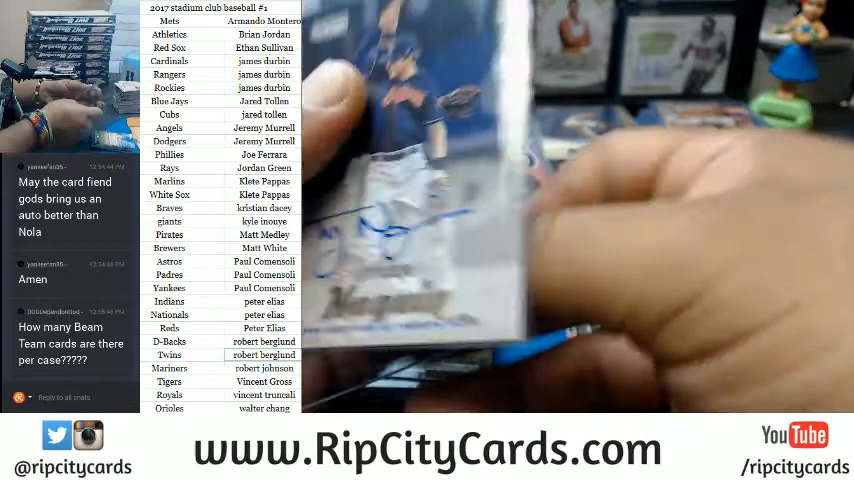 2017 stadium club baseball #1
Mets Armando Montero
Athletics Brian Jordan
Red Sox Ethan Sullivan
Cardinals james durbin
Rangers james durbin
Rockies james durbin
Blue Jays Jared Tollen
Cubs jared tollen
Angels Jeremy Murrell
Dodgers Jeremy Murrell
Phillies Joe Ferrara
Rays Jordan Green
Marlins Klete Pappas
White Sox Klete Pappas
Braves kristian dacey
giants kyle inouye
Pirates Matt Medley
Brewers Matt White
Astros Paul Comensoli
Padres Paul Comensoli
Yankees Paul Comensoli
Indians peter elias
Nationals peter elias
Reds Peter Elias
D-Backs robert berglund
Twins robert berglund
Mariners robert johnson
Tigers Vincent Gross
Royals vincent truncali
Orioles walter chang
May the card fiend
gods bring us an
auto better than
Nola
Amen
How many Beam
Team cards are there
per case?????
Reply to all chats
@ripcitycards
www.RipCityCards.com
YouTube
/ripcitycards